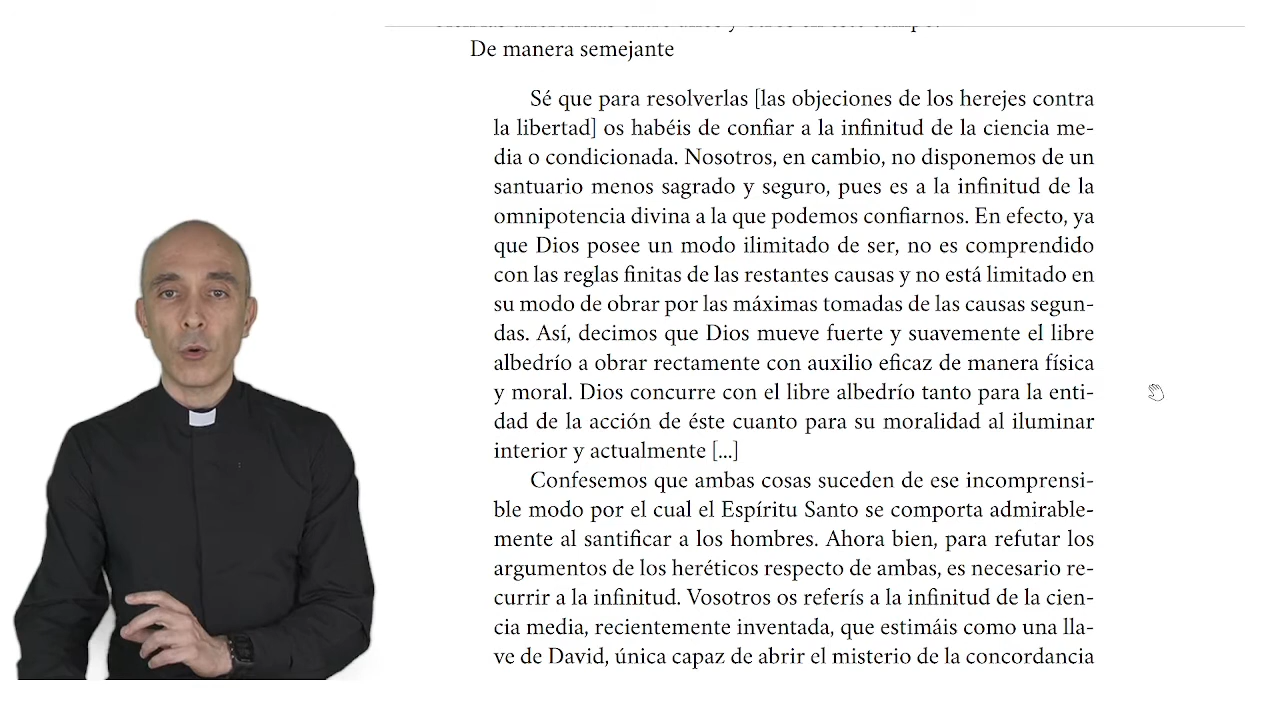 De manera semejante
Sé que para resolverlas [las objeciones de los herejes contra
la libertad] os habéis de confiar a la infinitud de la ciencia me-
dia o condicionada. Nosotros, en cambio, no disponemos de un
santuario menos sagrado y seguro, pues es a la infinitud de la
omnipotencia divina a la que podemos confiarnos. En efecto, ya
que Dios posee un modo ilimitado de ser, no es comprendido
con las reglas finitas de las restantes causas y no está limitado en
su modo de obrar por las máximas tomadas de las causas segun-
das. Así, decimos que Dios mueve fuerte y suavemente el libre
albedrío a obrar rectamente con auxilio eficaz de manera física
y moral. Dios concurre con el libre albedrío tanto para la enti-
dad de la acción de éste cuanto para su moralidad al iluminar
interior y actualmente [...]
Confesemos que ambas cosas suceden de ese incomprensi-
ble modo por el cual el Espíritu Santo se comporta admirable-
mente al santificar a los hombres. Ahora bien, para refutar los
argumentos de los heréticos respecto de ambas, es necesario re-
currir a la infinitud. Vosotros os referís a la infinitud de la cien-
cia media, recientemente inventada, que estimáis como una lla-
ve de David, única capaz de abrir el misterio de la concordancia